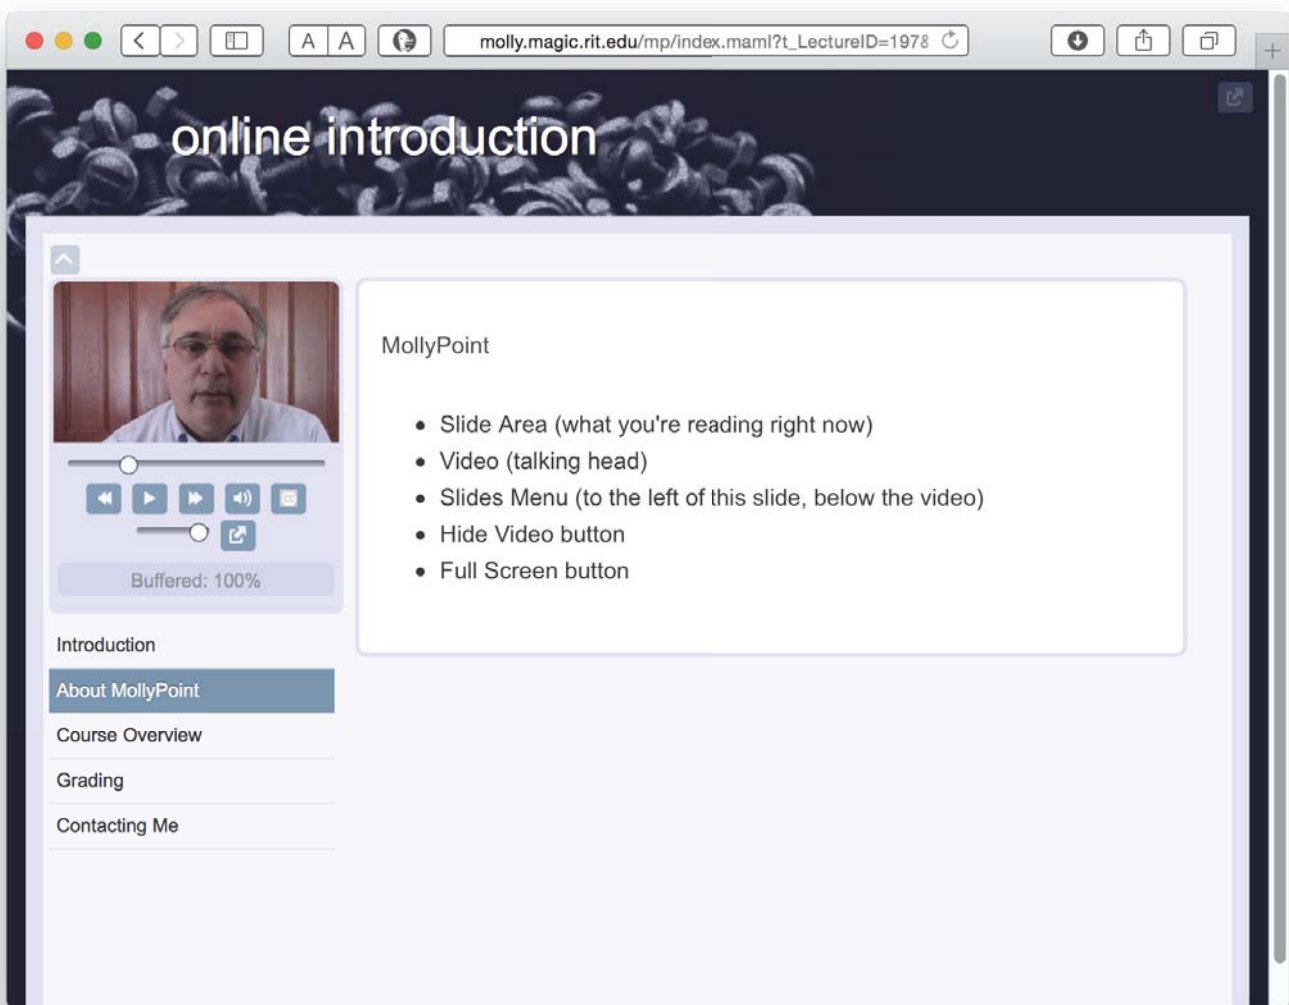 A A
molly.magic.rit.edu/mp/index.maml?t_LectureID=1978
online introduction
MollyPoint
Slide Area (what you're reading right now)
Video (talking head)
Slides Menu (to the left of this slide, below the video)
Hide Video button
Full Screen button
CC
Buffered: 100%
Introduction
About MollyPoint
Course Overview
Grading
Contacting Me